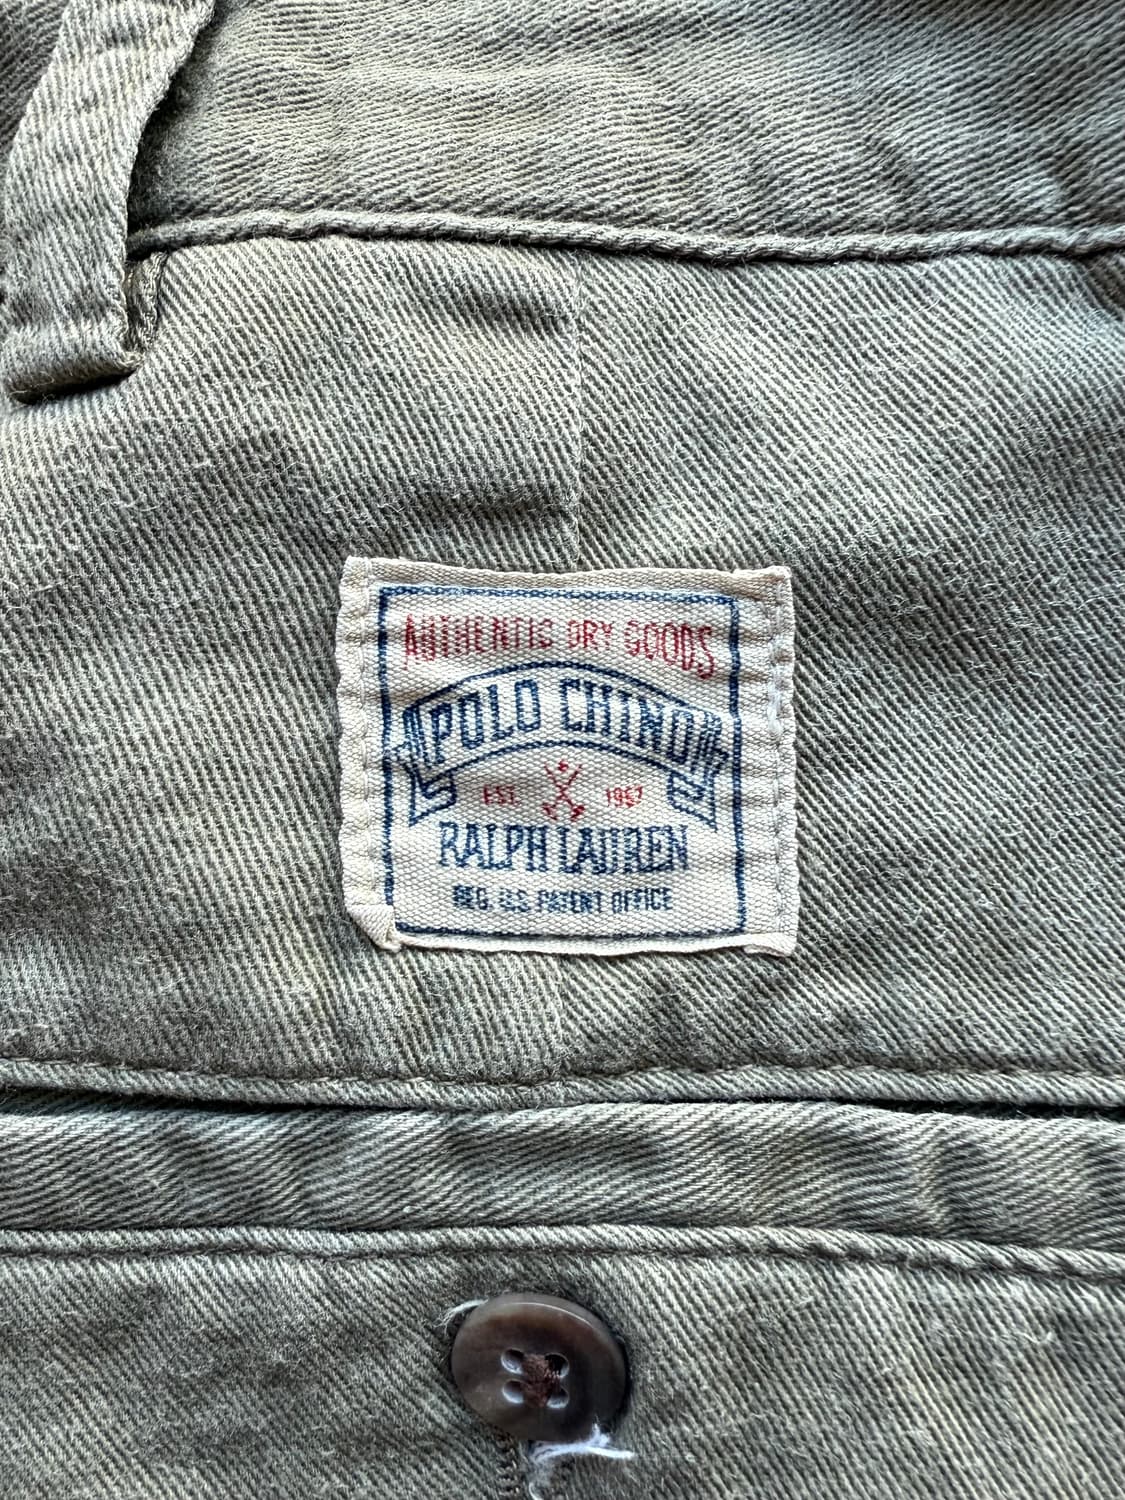 AUTHENTIC DRY GOODS
POLO CHINO
EST. 1967
RALPH LAUREN
REG. U.S. PATENT OFFICE